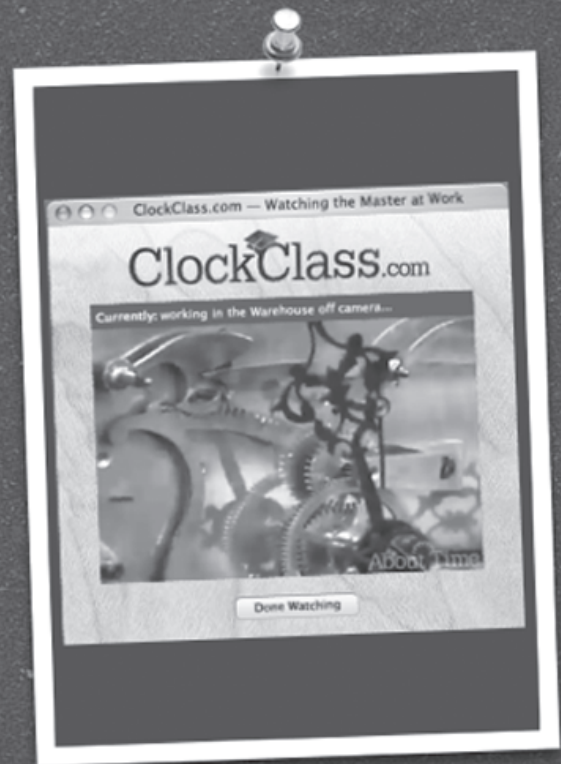 ClockClass.com — Watching the Master at Work
ClockClass.com
Currently: working in the Warehouse off camera...
About Time
Done Watching